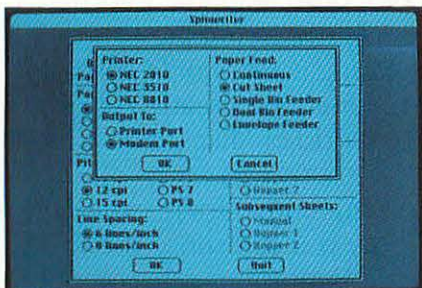 Spinwriter
Printer:
NEC 2010
NEC 3510
NEC 8810
Output To:
Printer Port
Modem Port
Paper Feed:
Continuous
Cut Sheet
Single Bin Feeder
Dual Bin Feeder
Envelope Feeder
OK
Cancel
12 cpi
15 cpi
PS 7
PS 8
Line Spacing:
6 lines/inch
8 lines/inch
Hopper 2
Subsequent Sheets:
Manual
Hopper 1
Hopper 2
OK
Quit